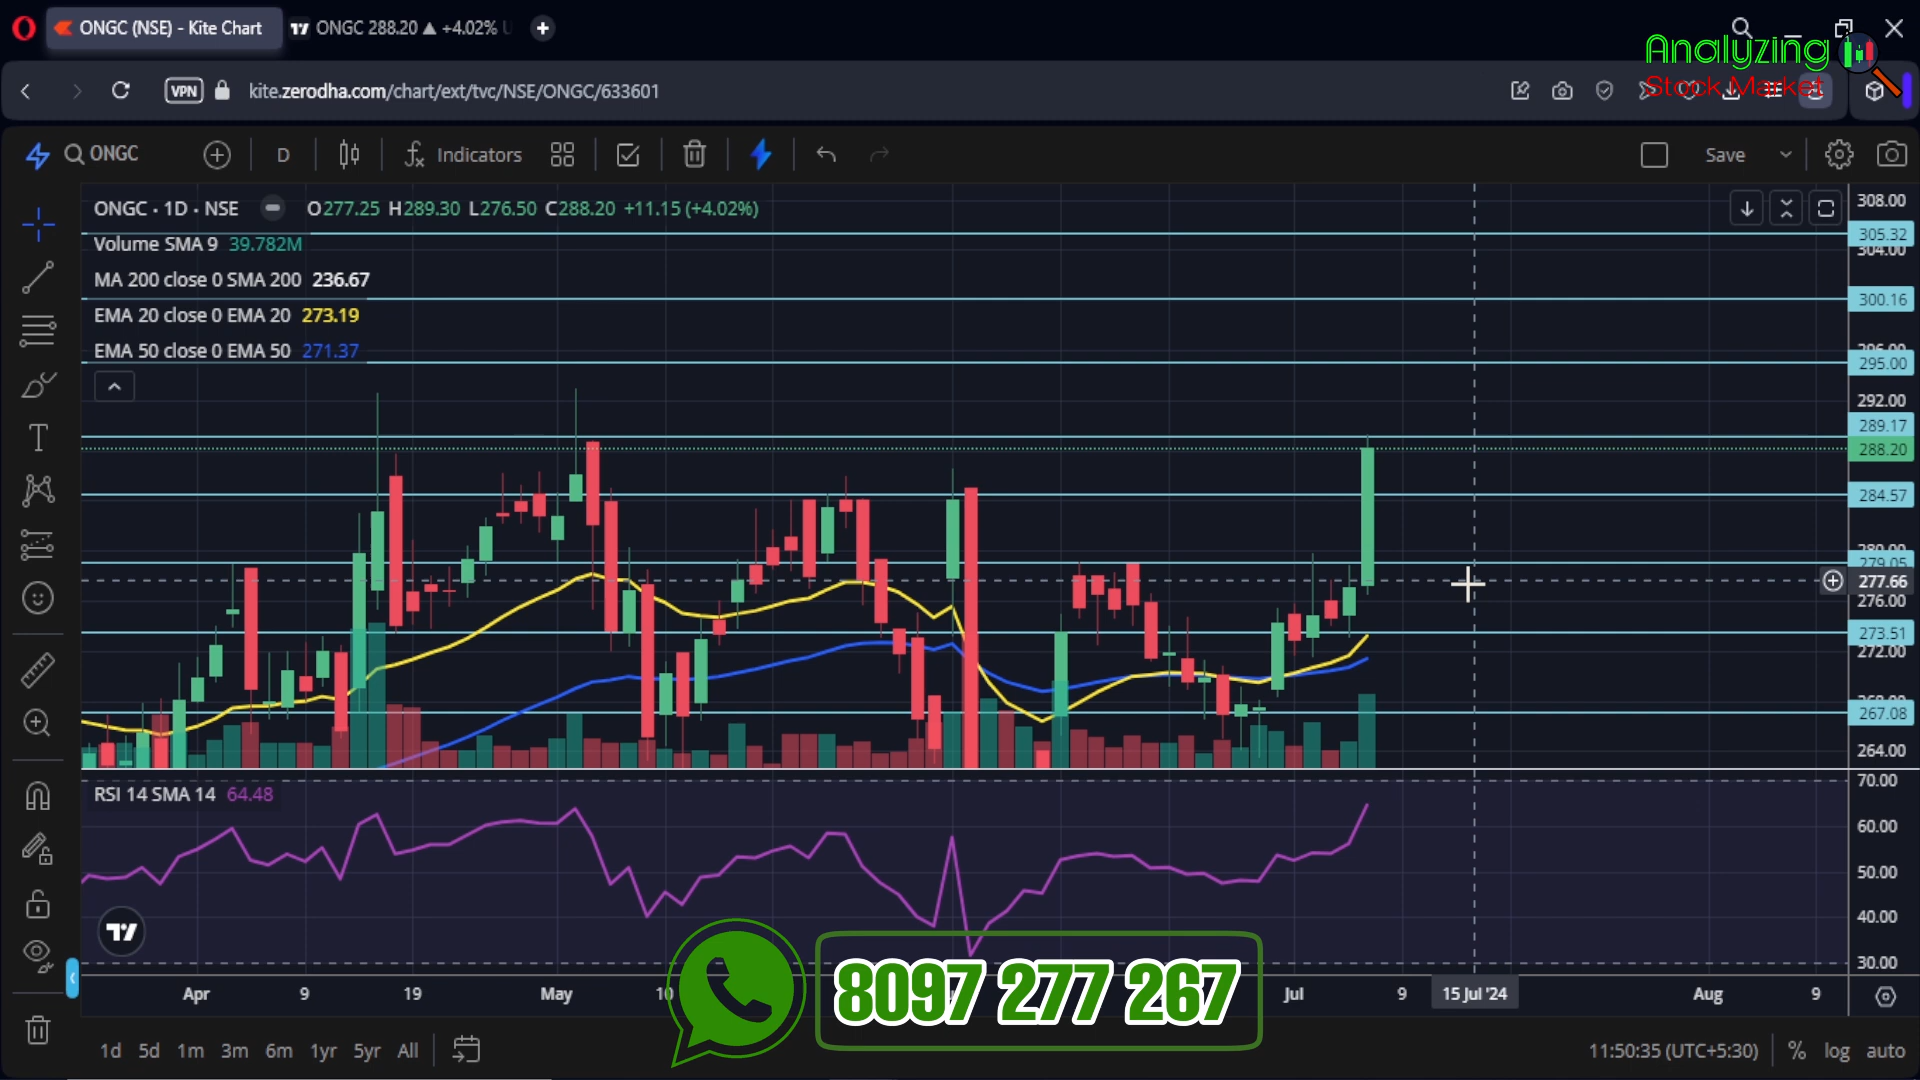 ONGC (NSE) - Kite Chart
ONGC 288.20 ▲ +4.02%
Analyzing
Stock Market
VPN
kite.zerodha.com/chart/ext/tvc/NSE/ONGC/633601
ONGC
D
Indicators
Save
ONGC · 1D · NSE
O277.25 H289.30 L276.50 C288.20 +11.15 (+4.02%)
Volume SMA 9 39.782M
MA 200 close 0 SMA 200 236.67
EMA 20 close 0 EMA 20 273.19
EMA 50 close 0 EMA 50 271.37
308.00
305.32
304.00
300.16
295.00
292.00
289.17
288.20
284.57
280.00
279.05
277.66
276.00
273.51
272.00
267.08
264.00
RSI 14 SMA 14 64.48
70.00
60.00
50.00
40.00
30.00
Apr
9
19
May
10
Jul
9
15 Jul '24
Aug
9
8097 277 267
1d
5d
1m
3m
6m
1yr
5yr
All
11:50:35 (UTC+5:30)
%
log
auto